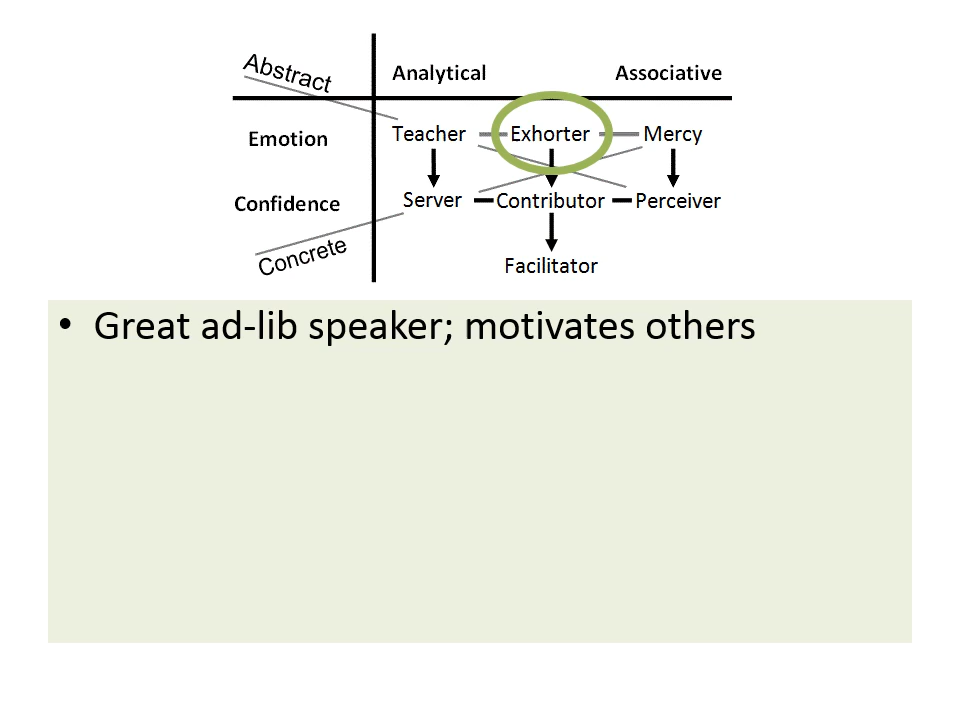 Abstract
Analytical Associative
Emotion Teacher Exhorter Mercy
Confidence Server Contributor Perceiver
Concrete
Facilitator
• Great ad-lib speaker; motivates others